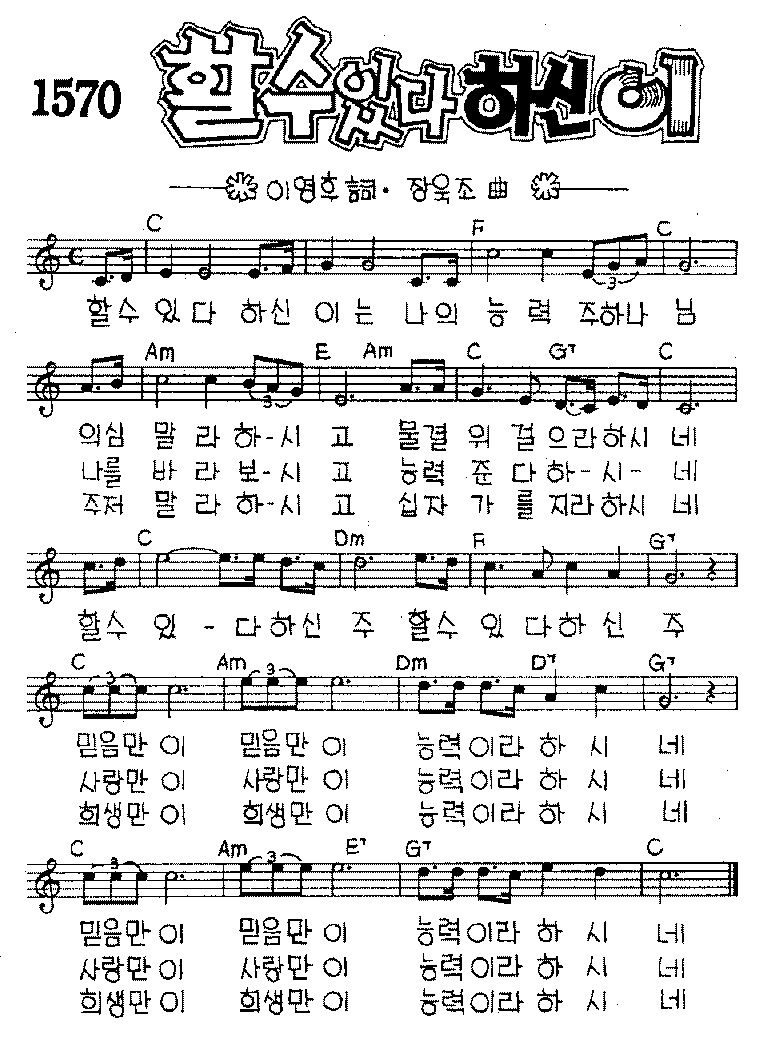 1570 할수있다하신이
이영후 詞 · 장욱조 曲
C F C
할수 있 다 하신 이 는 나의 능 력 주하나 님
Am E Am C G7 C
의심 말 라 하-시 고 물결 위 걸 으라하시 네
나를 바 라 보-시 고 능력 준 다 하-시- 네
주저 말 라 하-시 고 십자 가 를 지라하시 네
C Dm F G7
할수 있 - 다하신 주 할수 있 다하 신 주
C Am Dm D7 G7
믿음만 이 믿음만 이 능력이라 하 시 네
사랑만 이 사랑만 이 능력이라 하 시 네
희생만 이 희생만 이 능력이라 하 시 네
C Am E7 G7 C
믿음만 이 믿음만 이 능력이라 하 시 네
사랑만 이 사랑만 이 능력이라 하 시 네
희생만 이 희생만 이 능력이라 하 시 네